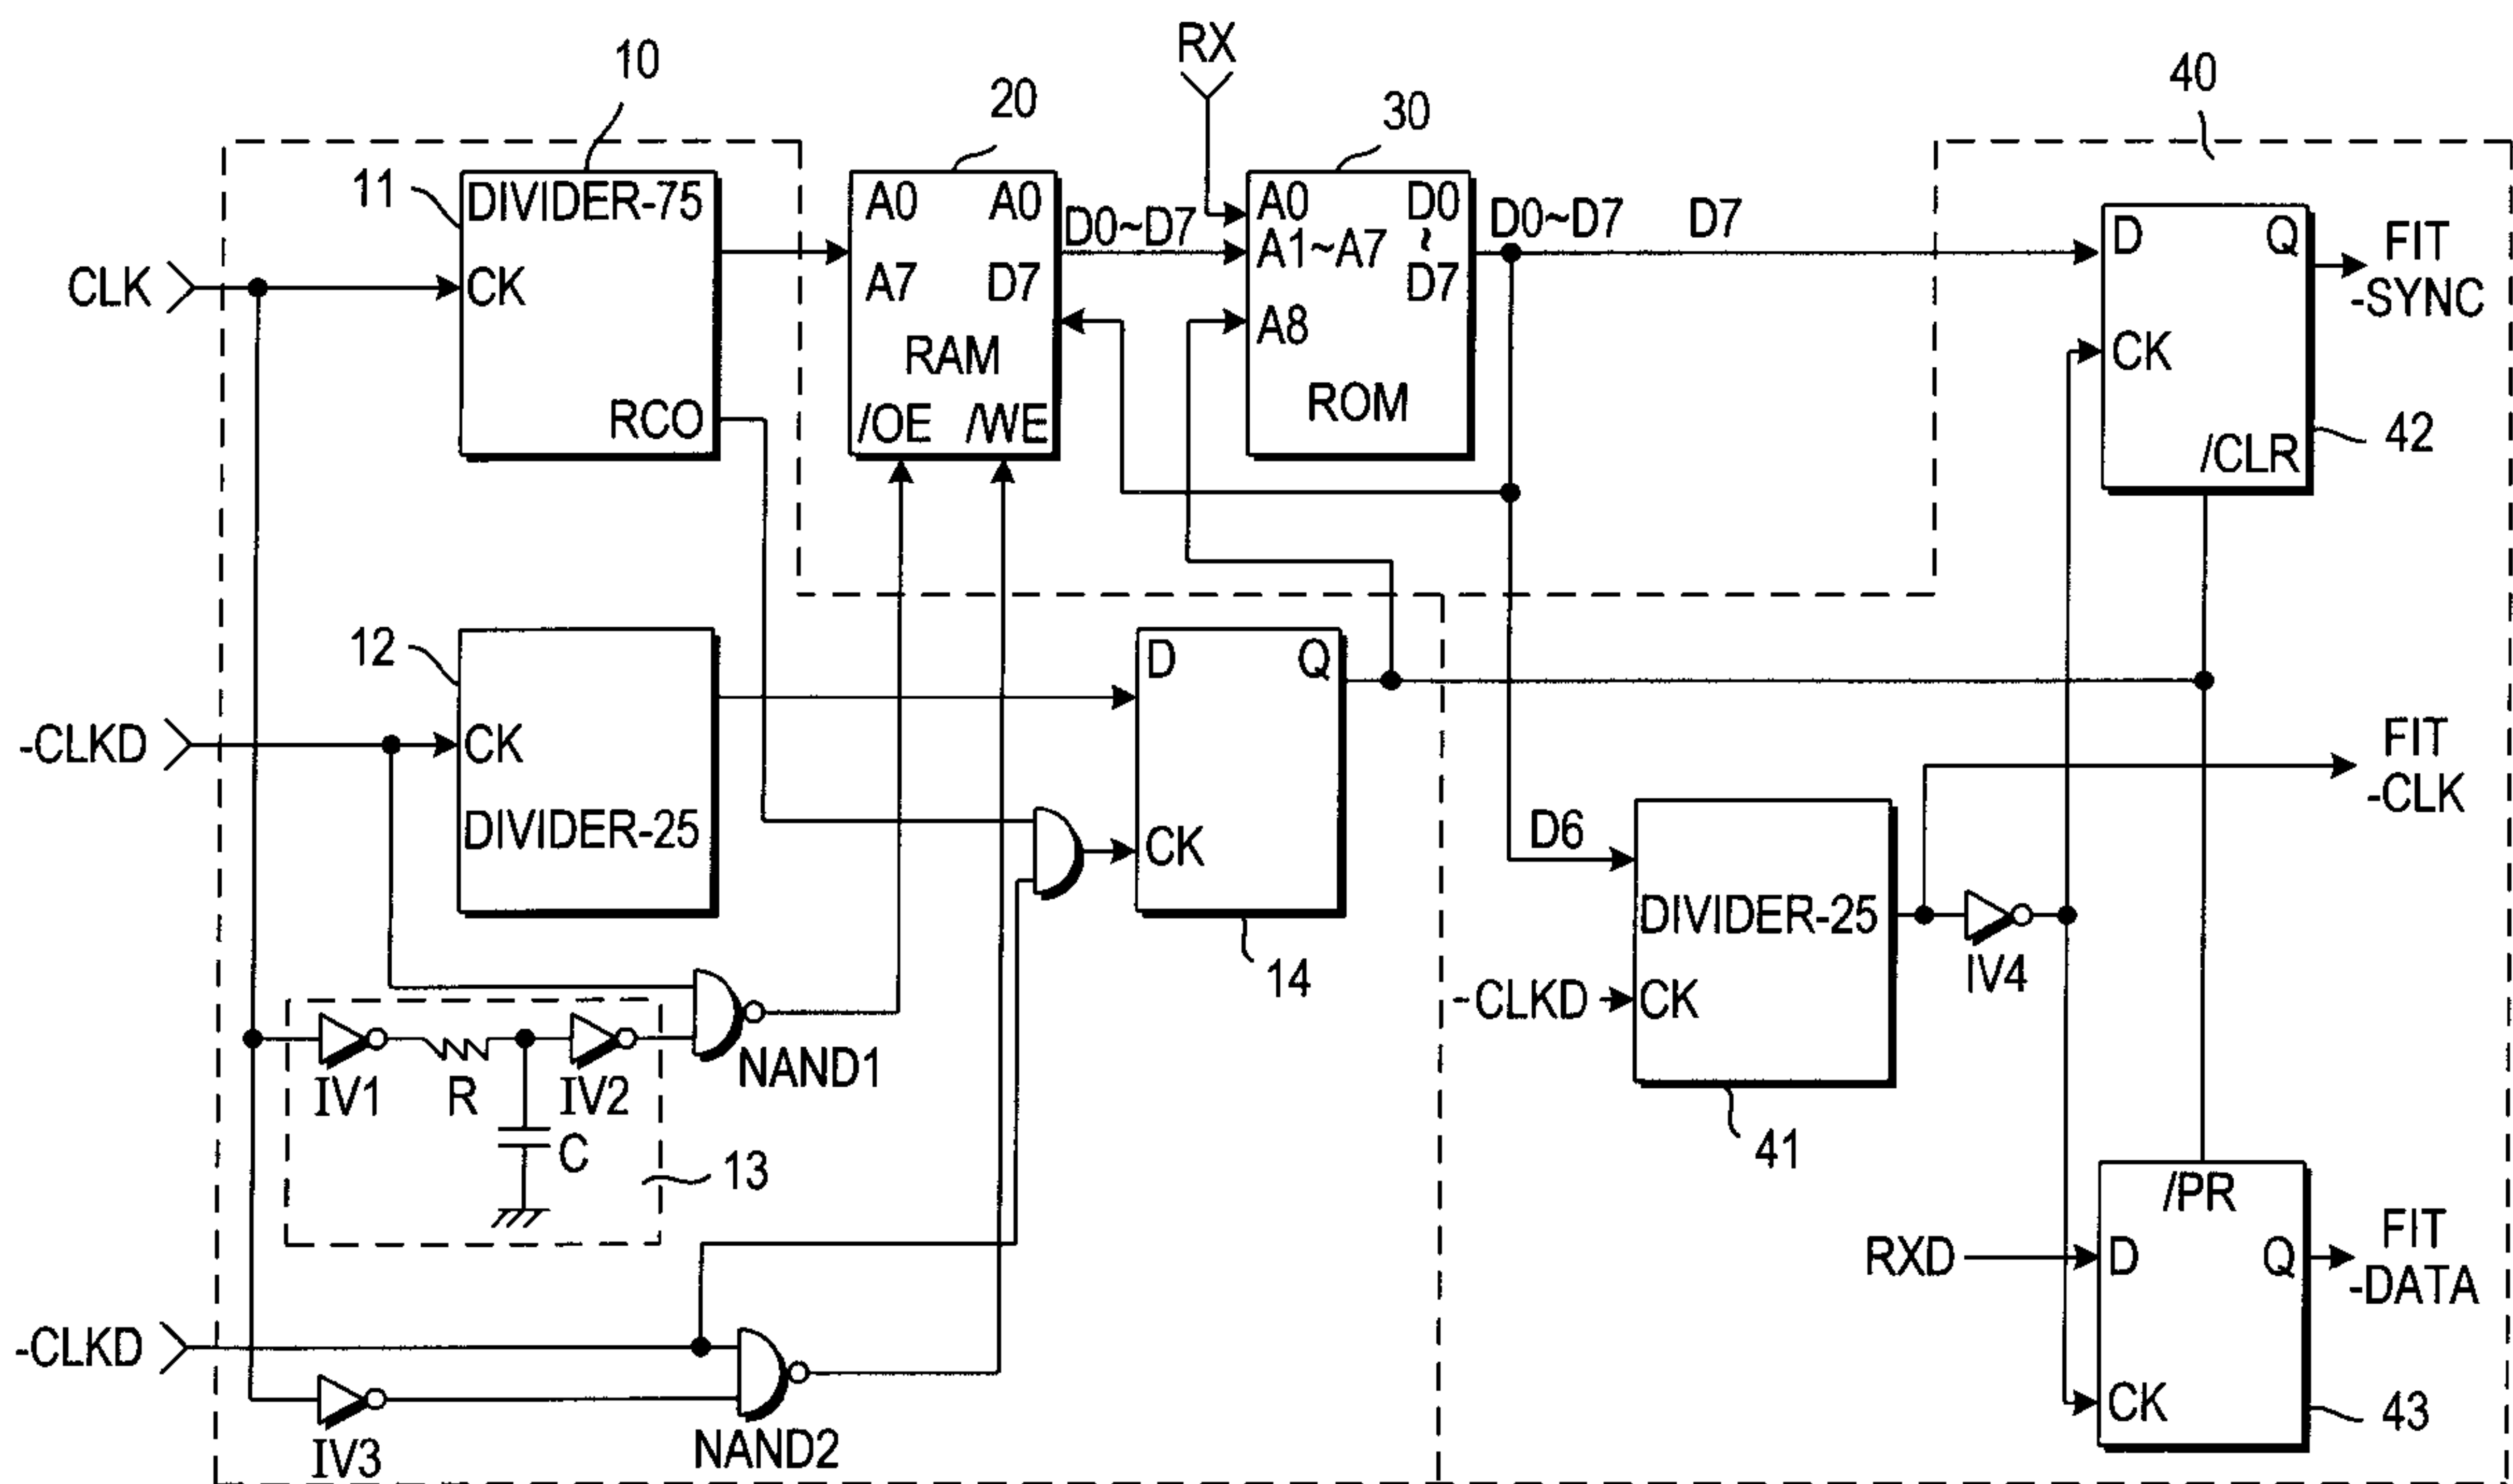 RX
10
20
30
40
11
DIVIDER-75
CLK
CK
RCO
A0 A0
A7 D7
RAM
/OE /WE
D0~D7
A0 D0
A1~A7 ~
D7
A8
ROM
D0~D7 D7
D Q
CK
/CLR
FIT
-SYNC
42
12
-CLKD
CK
DIVIDER-25
D Q
CK
14
FIT
-CLK
D6
DIVIDER-25
-CLKD
CK
41
IV4
IV1
R
IV2
C
13
NAND1
-CLKD
IV3
NAND2
/PR
RXD
D Q
CK
FIT
-DATA
43